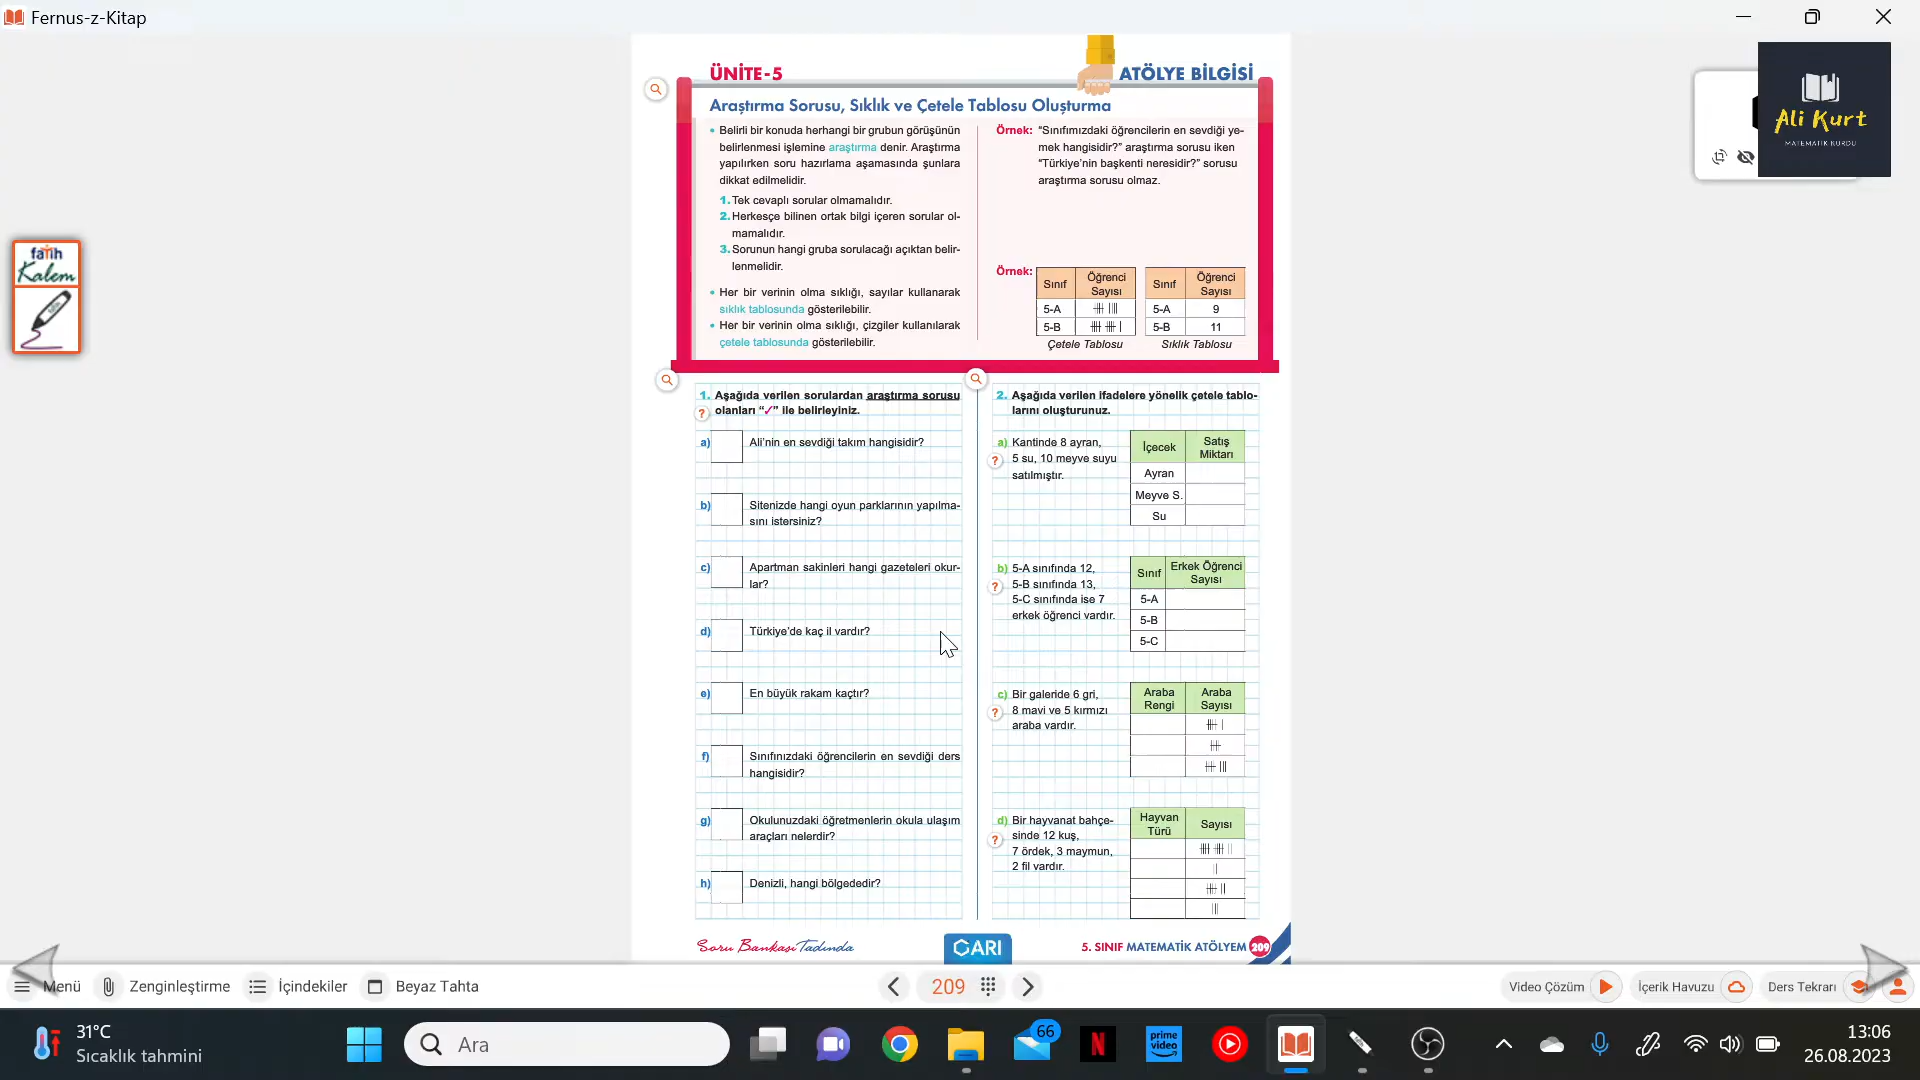 Fernus-z-Kitap
ÜNİTE-5
ATÖLYE BİLGİSİ
Araştırma Sorusu, Sıklık ve Çetele Tablosu Oluşturma
• Belirli bir konuda herhangi bir grubun görüşünün
belirlenmesi işlemine araştırma denir. Araştırma
yapılırken soru hazırlama aşamasında şunlara
dikkat edilmelidir.
1. Tek cevaplı sorular olmamalıdır.
2. Herkesçe bilinen ortak bilgi içeren sorular ol-
mamalıdır.
3. Sorunun hangi gruba sorulacağı açıktan belir-
lenmelidir.
• Her bir verinin olma sıklığı, sayılar kullanarak
sıklık tablosunda gösterilebilir.
• Her bir verinin olma sıklığı, çizgiler kullanılarak
çetele tablosunda gösterilebilir.
Örnek: “Sınıfımızdaki öğrencilerin en sevdiği ye-
mek hangisidir?” araştırma sorusu iken
“Türkiye’nin başkenti neresidir?” sorusu
araştırma sorusu olmaz.
Örnek:
Sınıf Öğrenci Sayısı
5-A
5-B
Çetele Tablosu
Sınıf Öğrenci Sayısı
5-A 9
5-B 11
Sıklık Tablosu
1. Aşağıda verilen sorulardan araştırma sorusu
? olanları “✓” ile belirleyiniz.
a) Ali’nin en sevdiği takım hangisidir?
b) Sitenizde hangi oyun parklarının yapılma-
sını istersiniz?
c) Apartman sakinleri hangi gazeteleri okur-
lar?
d) Türkiye’de kaç il vardır?
e) En büyük rakam kaçtır?
f) Sınıfınızdaki öğrencilerin en sevdiği ders
hangisidir?
g) Okulunuzdaki öğretmenlerin okula ulaşım
araçları nelerdir?
h) Denizli, hangi bölgededir?
2. Aşağıda verilen ifadelere yönelik çetele tablo-
larını oluşturunuz.
a) Kantinde 8 ayran,
? 5 su, 10 meyve suyu
satılmıştır.
İçecek Satış Miktarı
Ayran
Meyve S.
Su
b) 5-A sınıfında 12,
? 5-B sınıfında 13,
5-C sınıfında ise 7
erkek öğrenci vardır.
Sınıf Erkek Öğrenci Sayısı
5-A
5-B
5-C
c) Bir galeride 6 gri,
? 8 mavi ve 5 kırmızı
araba vardır.
Araba Rengi Araba Sayısı
d) Bir hayvanat bahçe-
? sinde 12 kuş,
7 ördek, 3 maymun,
2 fil vardır.
Hayvan Türü Sayısı
Soru Bankası Tadında
ARI
5. SINIF MATEMATİK ATÖLYEM 209
fatih
Kalem
Ali Kurt
MATEMATİK KURDU
Menü
Zenginleştirme
İçindekiler
Beyaz Tahta
209
Video Çözüm
İçerik Havuzu
Ders Tekrarı
31°C
Sıcaklık tahmini
Ara
66
N
prime
video
13:06
26.08.2023